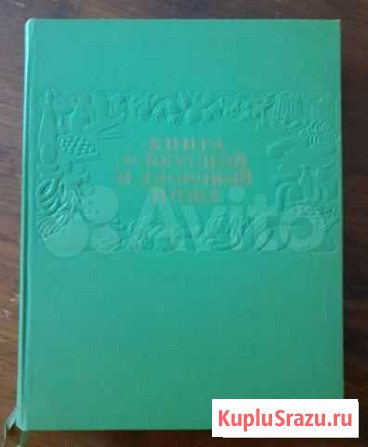 КНИГА
О ВКУСНОЙ
И ЗДОРОВОЙ
ПИЩЕ
Avito
KupluSrazu.ru